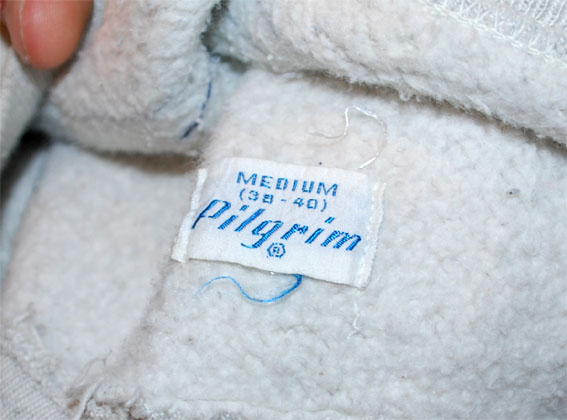 MEDIUM
(38-40)
Pilgrim
®